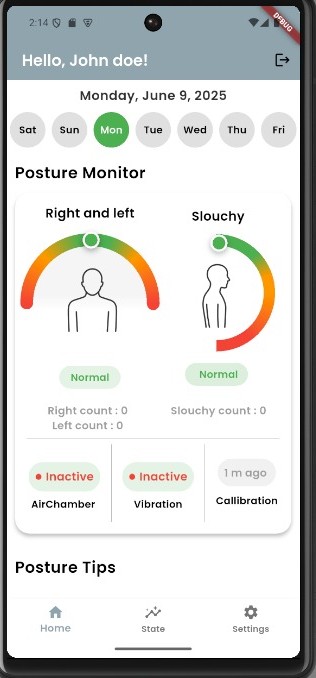 2:14
DEBUG
Hello, John doe!
Monday, June 9, 2025
Sat Sun Mon Tue Wed Thu Fri
Posture Monitor
Right and left Slouchy
Normal Normal
Right count : 0 Slouchy count : 0
Left count : 0
Inactive Inactive 1 m ago
AirChamber Vibration Callibration
Posture Tips
Home State Settings